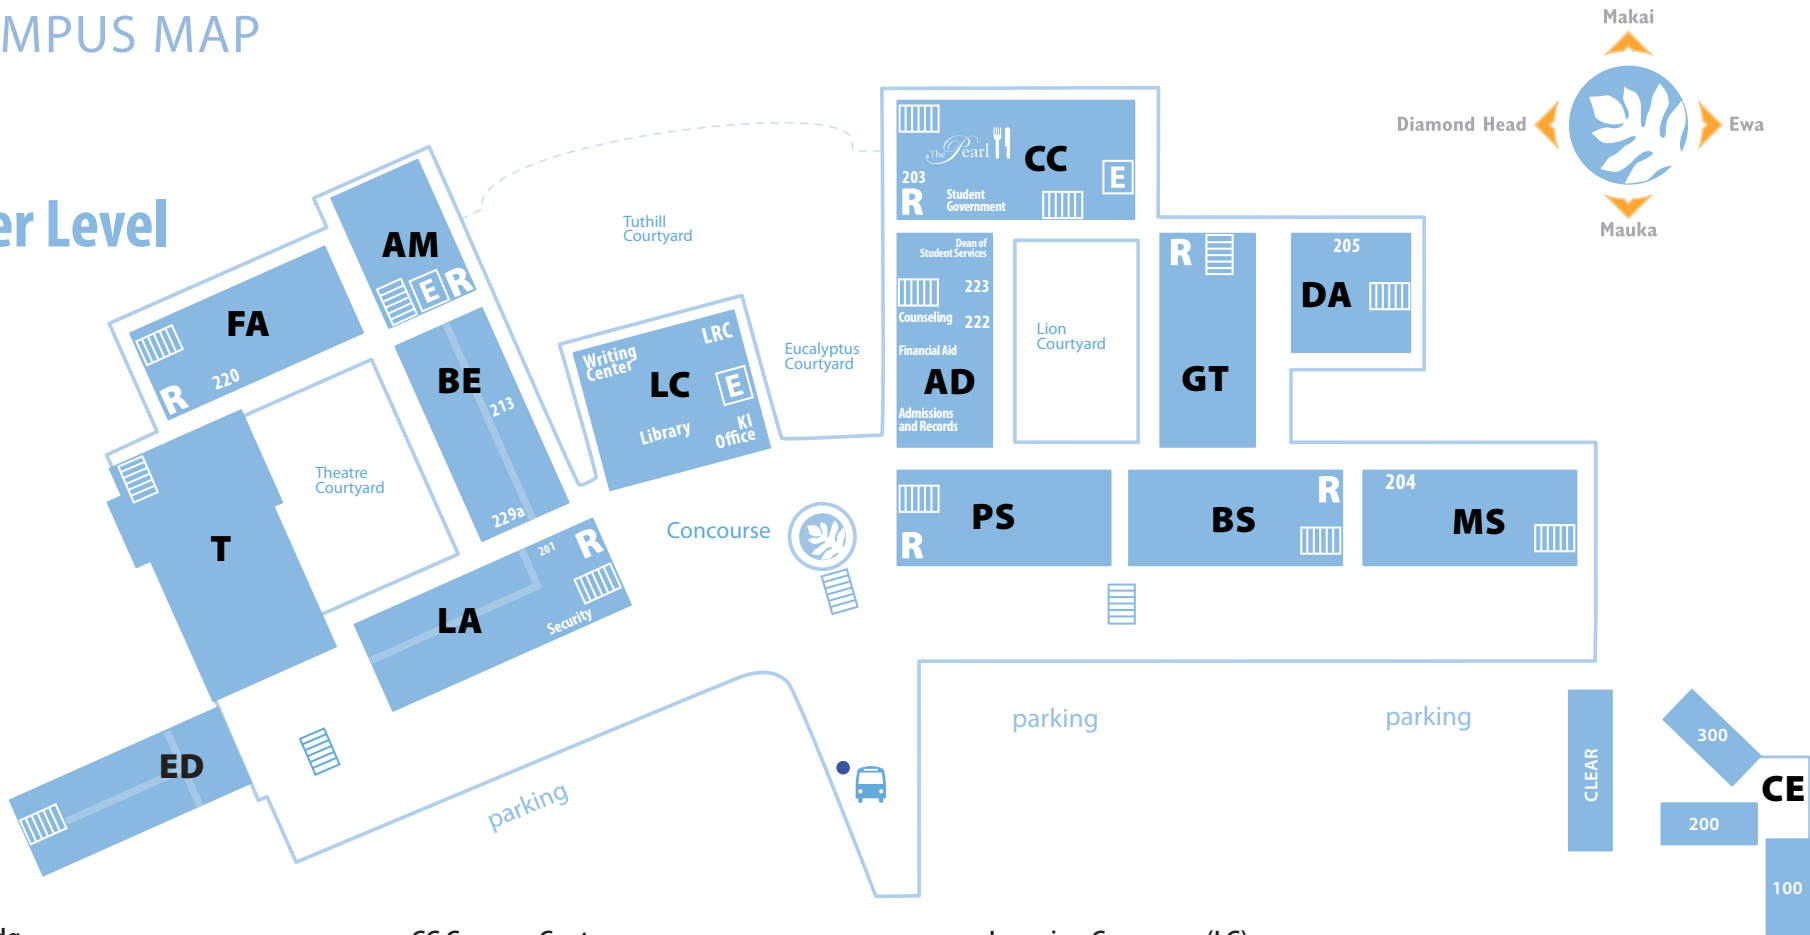 MPUS MAP
Makai
Diamond Head
Ewa
Mauka
er Level
AM
E
R
FA
R
220
BE
213
229a
T
Theatre
Courtyard
Tuthill
Courtyard
Writing
Center
LRC
LC
E
Library
KI
Office
Eucalyptus
Courtyard
The Pearl
CC
E
203
R
Student
Government
Dean of
Student Services
223
Counseling
222
Financial Aid
AD
Admissions
and Records
Lion
Courtyard
R
GT
205
DA
Concourse
PS
R
BS
R
204
MS
201
R
LA
Security
ED
parking
parking
parking
CLEAR
300
CE
200
100